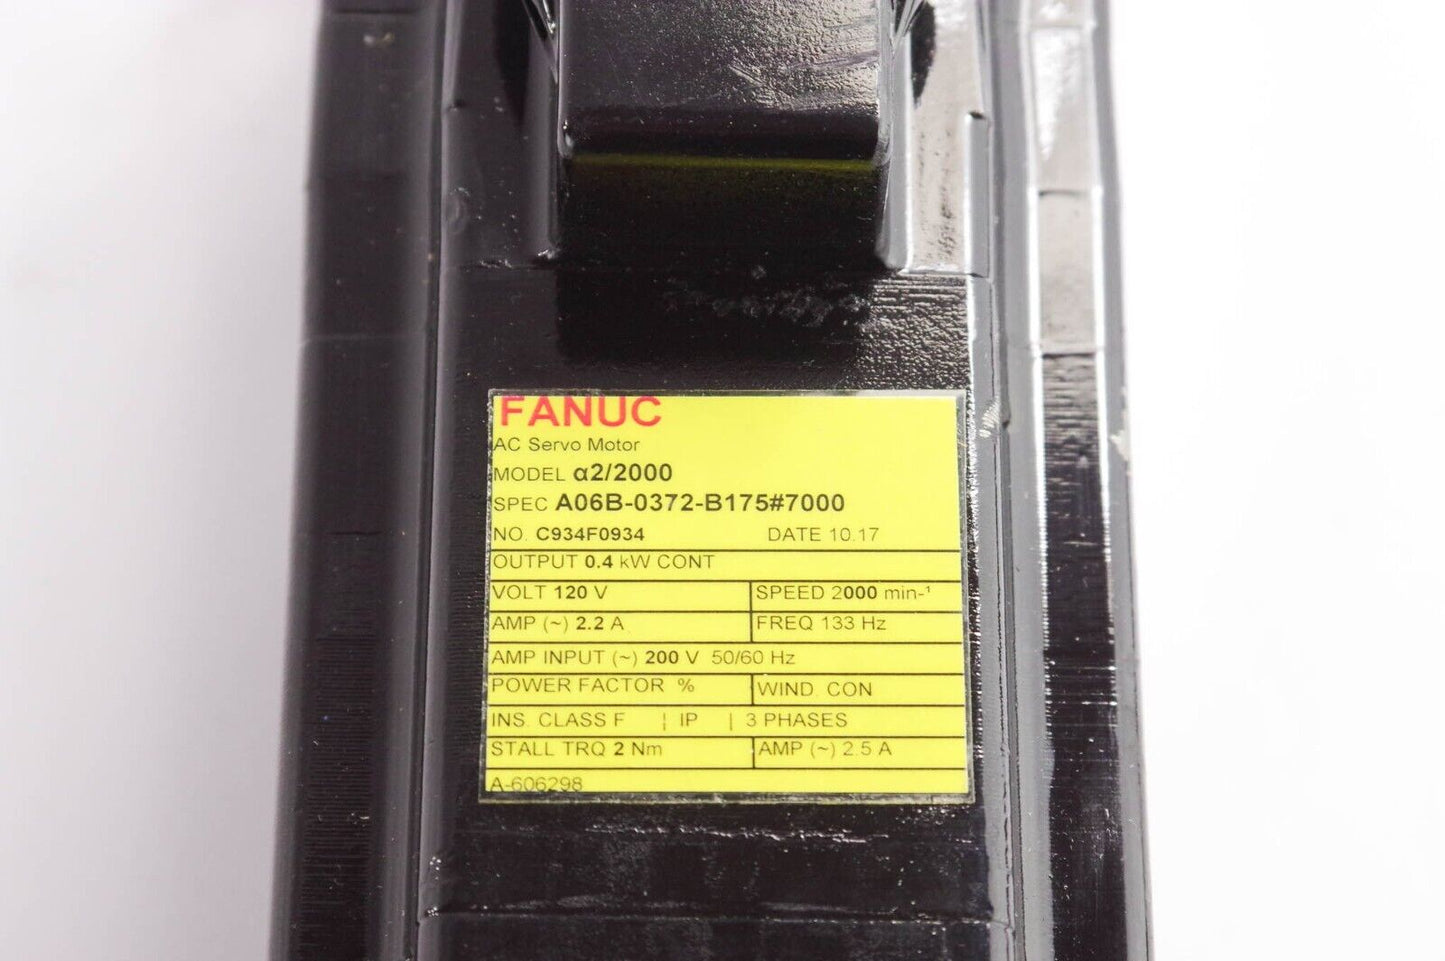 FANUC
AC Servo Motor
MODEL α2/2000
SPEC A06B-0372-B175#7000
NO. C934F0934 DATE 10.17
OUTPUT 0.4 kW CONT
VOLT 120 V SPEED 2000 min-¹
AMP (~) 2.2 A FREQ 133 Hz
AMP INPUT (~) 200 V 50/60 Hz
POWER FACTOR % WIND. CON
INS. CLASS F | IP | 3 PHASES
STALL TRQ 2 Nm AMP (~) 2.5 A
A-606298